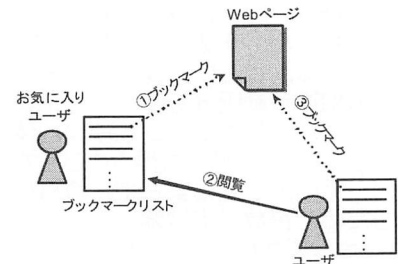 Webページ
①ブックマーク
③ブックマーク
お気に入り
ユーザ
②閲覧
ブックマークリスト
ユーザ